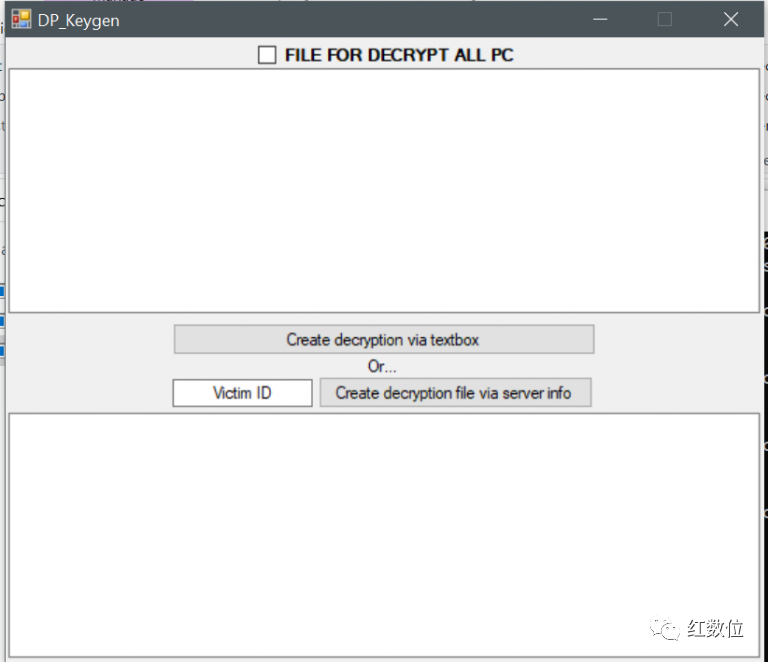 DP_Keygen
FILE FOR DECRYPT ALL PC
Create decryption via textbox
Or...
Victim ID Create decryption file via server info
红数位